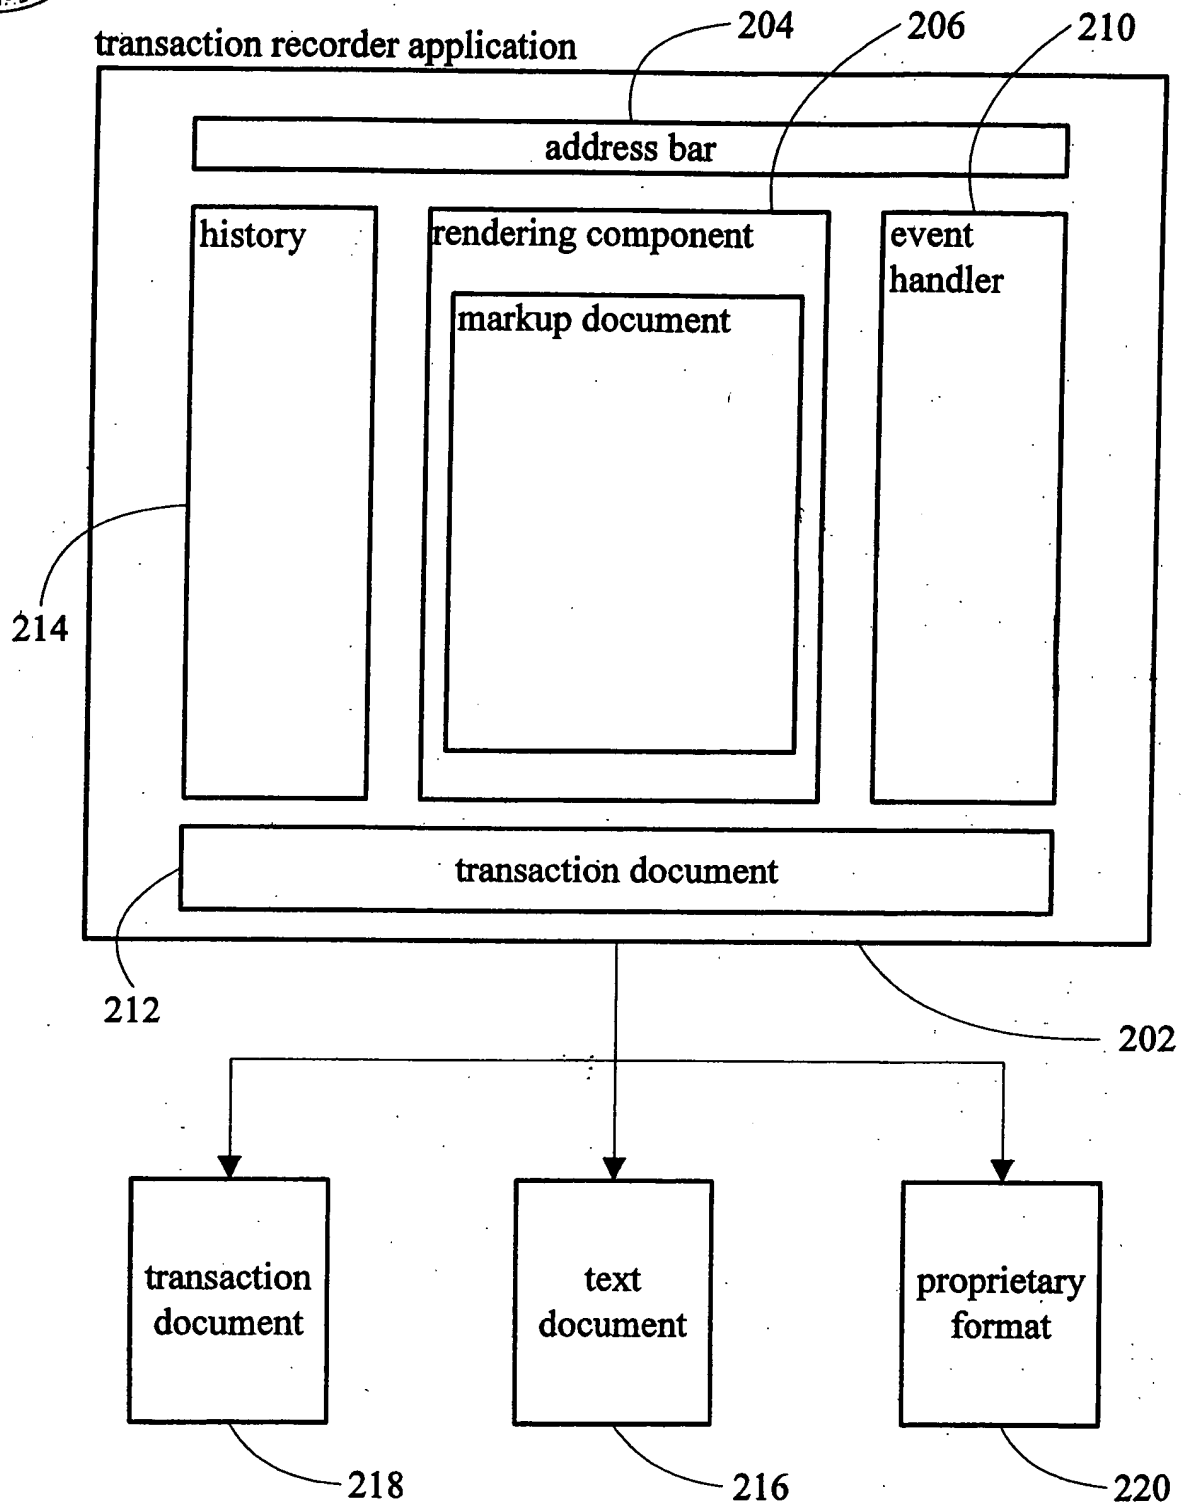 204
206
210
transaction recorder application
address bar
history
rendering component
event
handler
markup document
214
transaction document
212
202
transaction
document
text
document
proprietary
format
218
216
220